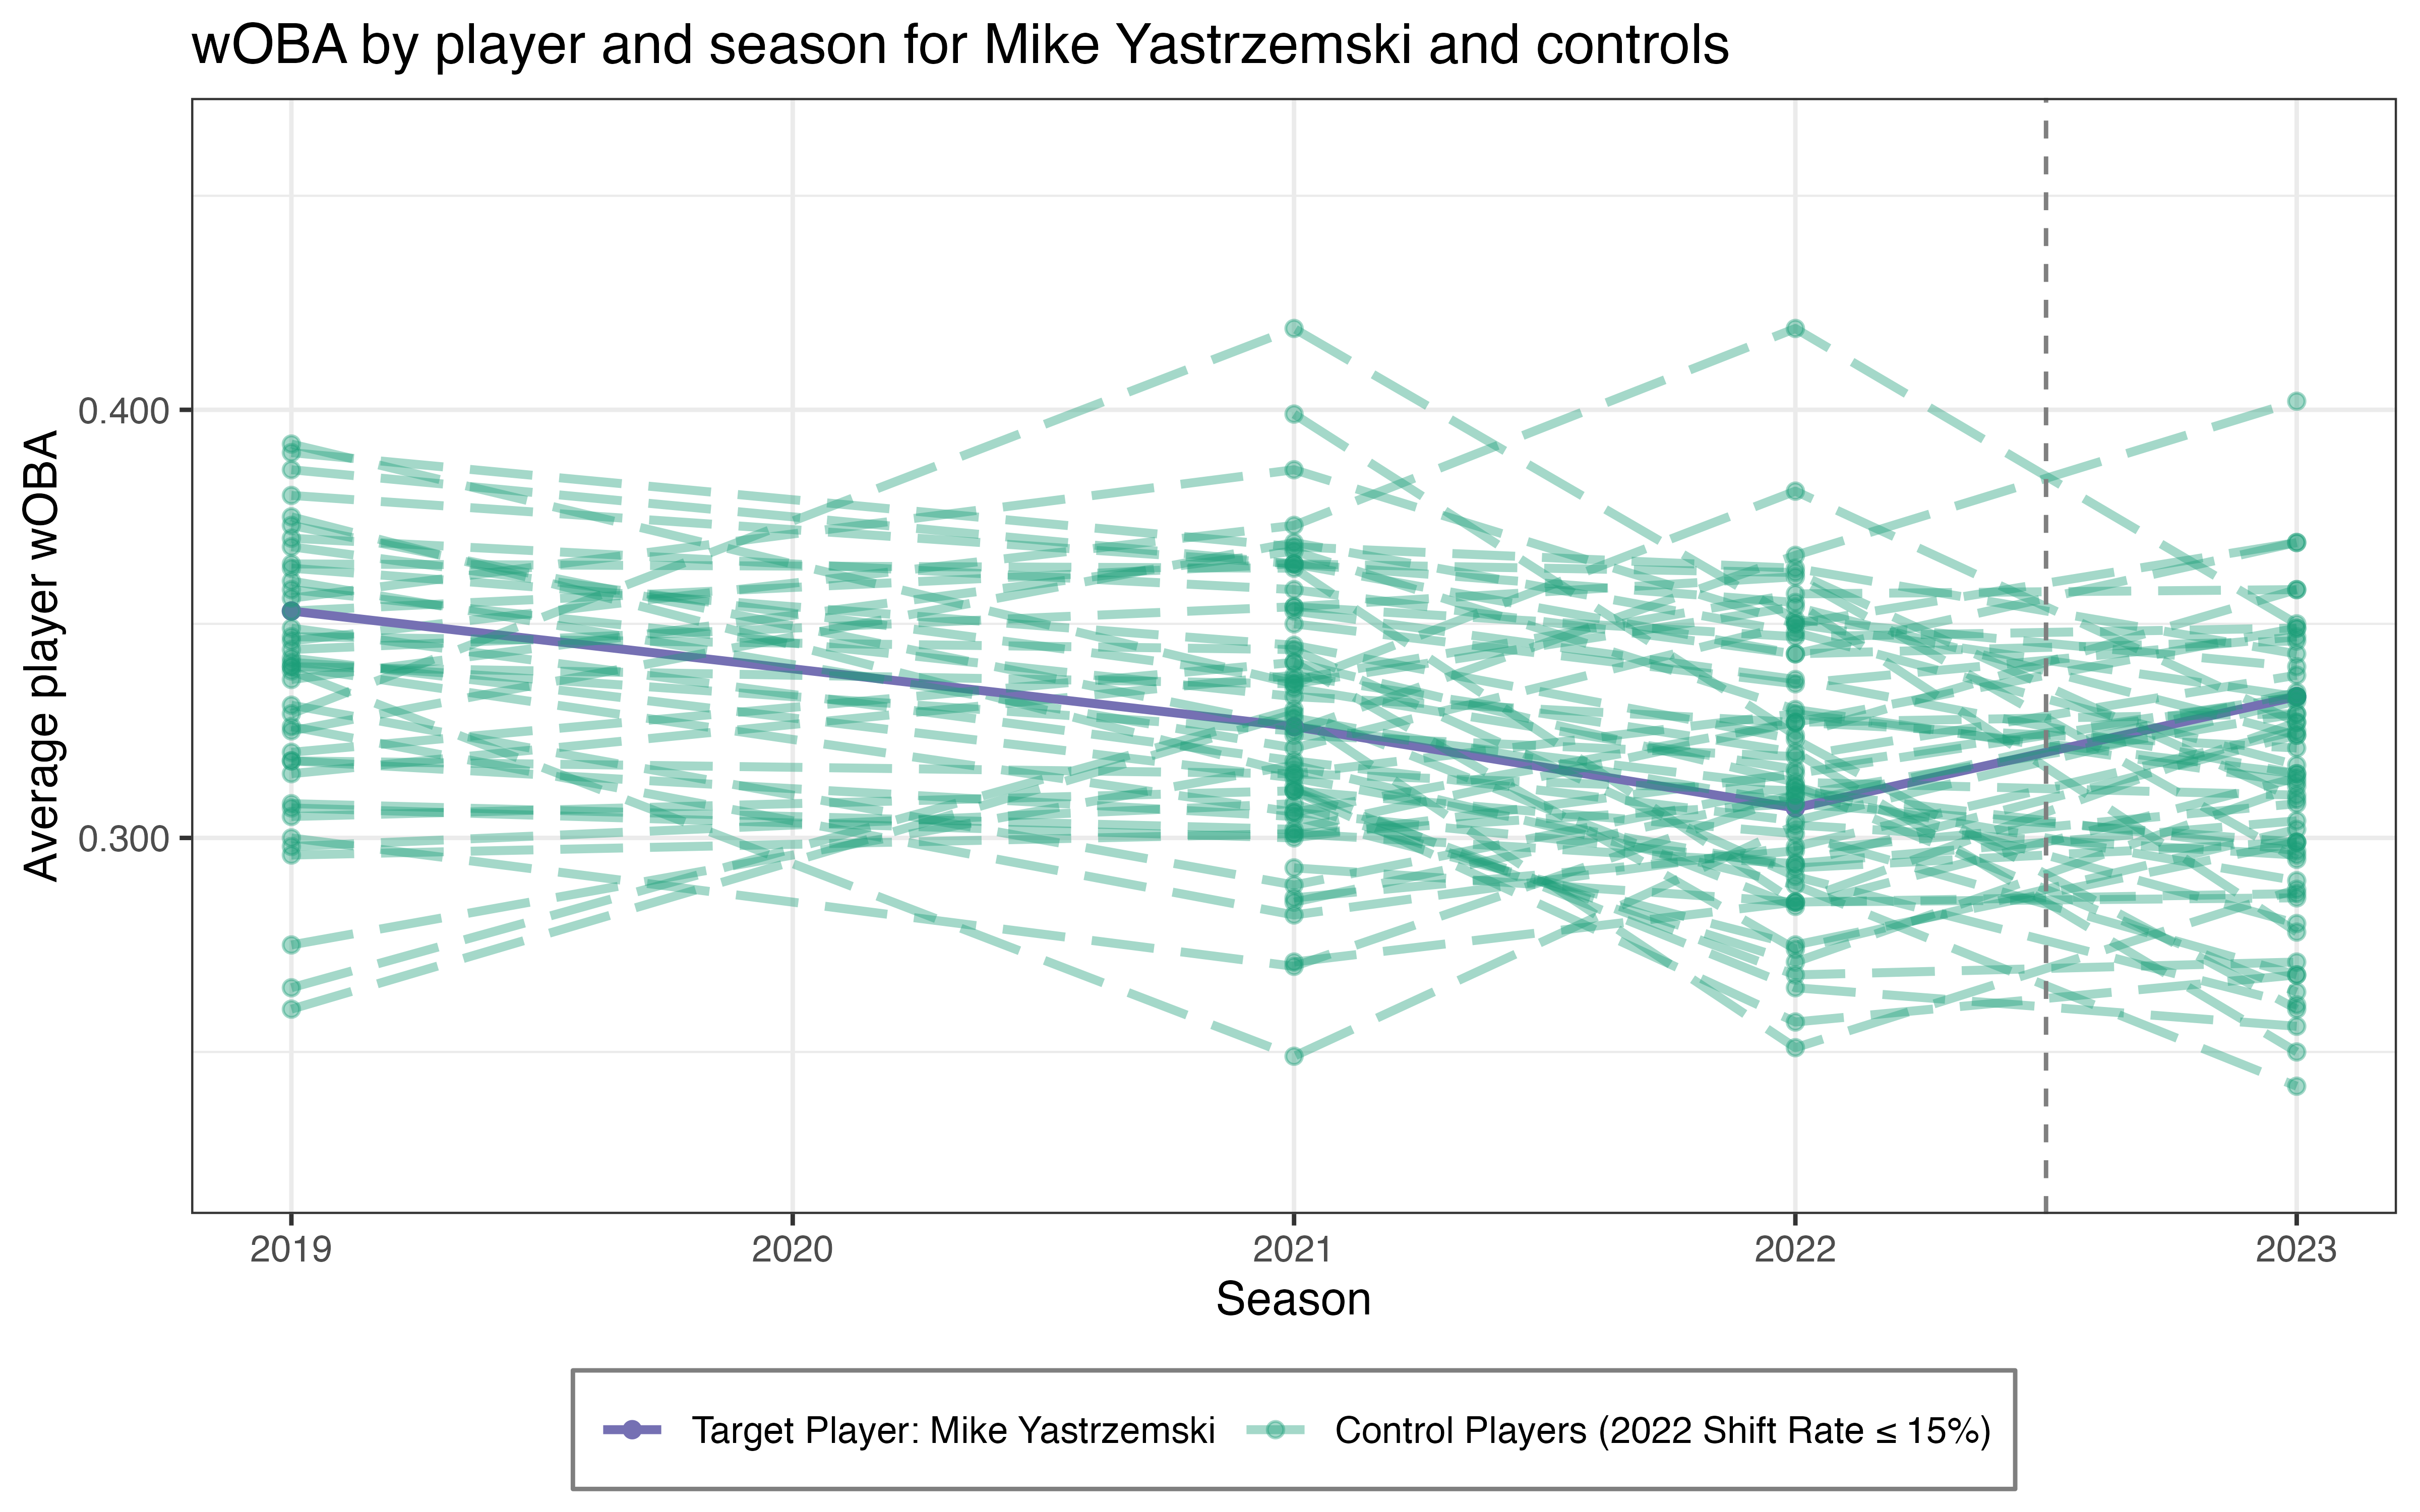 wOBA by player and season for Mike Yastrzemski and controls
Average player wOBA
0.400
0.300
2019 2020 2021 2022 2023
Season
Target Player: Mike Yastrzemski Control Players (2022 Shift Rate ≤ 15%)